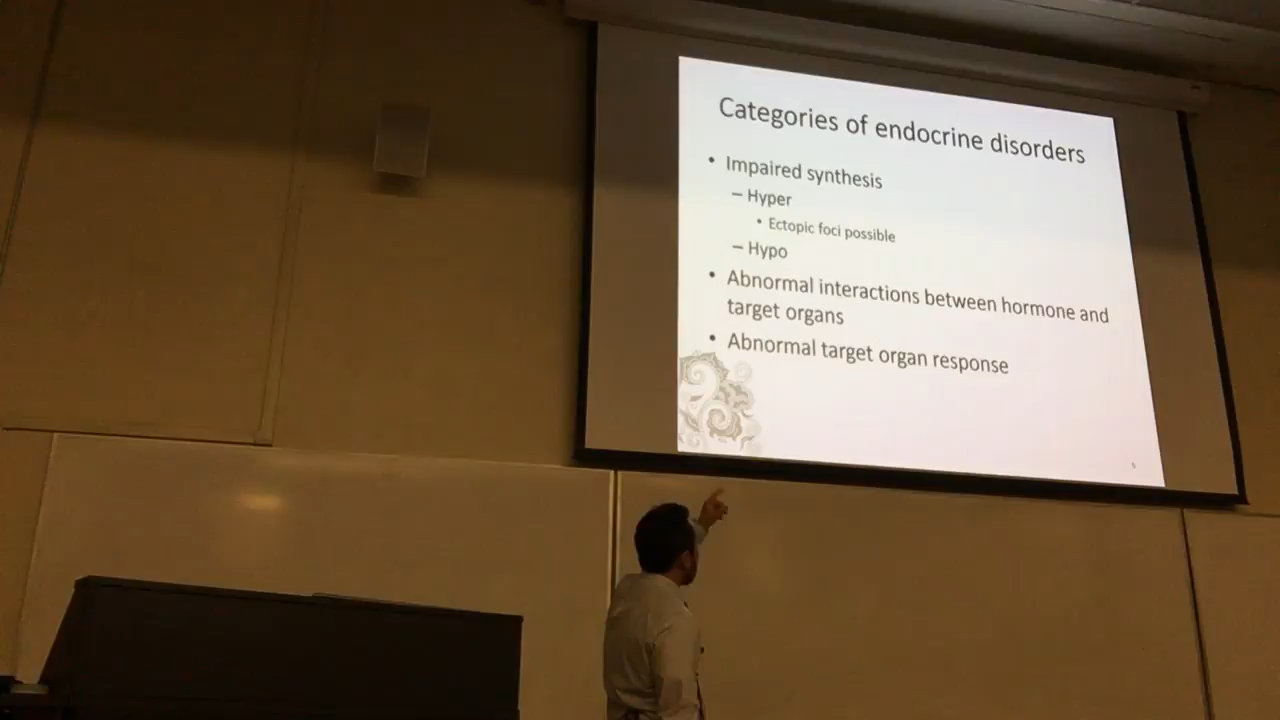 Categories of endocrine disorders
• Impaired synthesis
– Hyper
• Ectopic foci possible
– Hypo
• Abnormal interactions between hormone and
target organs
• Abnormal target organ response